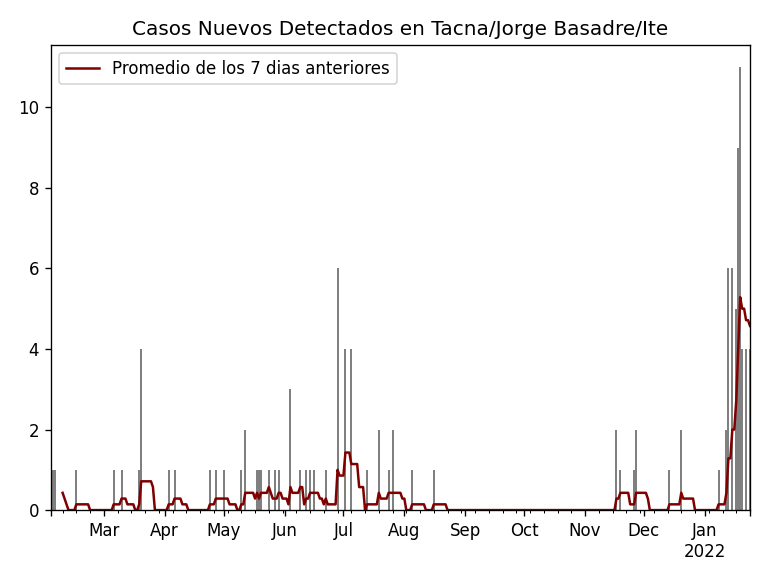 Casos Nuevos Detectados en Tacna/Jorge Basadre/Ite
Promedio de los 7 dias anteriores
10
8
6
4
2
0
Mar Apr May Jun Jul Aug Sep Oct Nov Dec Jan
2022